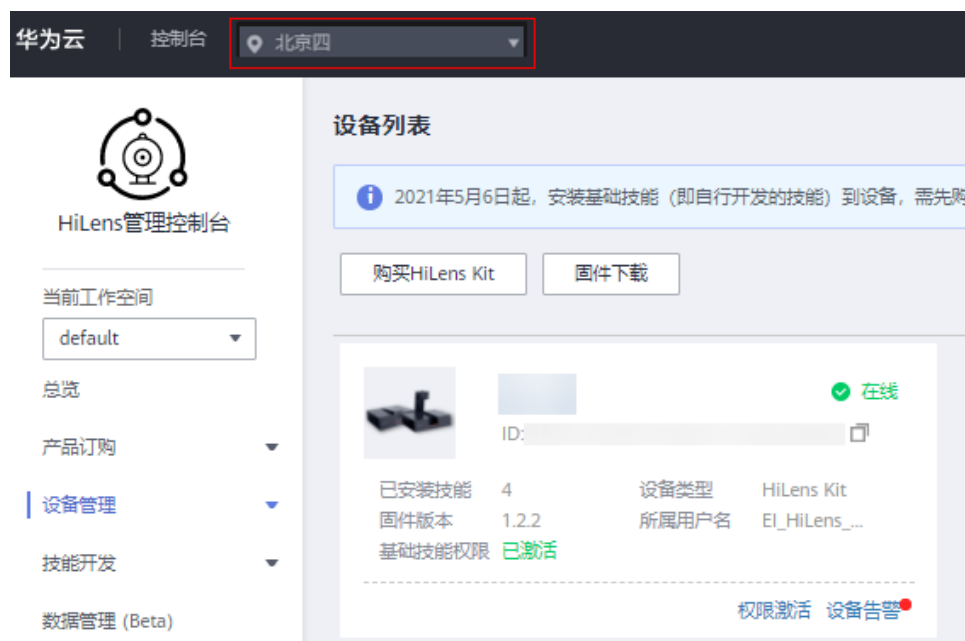 华为云 控制台 北京四
HiLens管理控制台
当前工作空间
default
总览
产品订购
设备管理
技能开发
数据管理 (Beta)
设备列表
2021年5月6日起，安装基础技能（即自行开发的技能）到设备，需先购
购买HiLens Kit 固件下载
在线
ID:
已安装技能 4 设备类型 HiLens Kit
固件版本 1.2.2 所属用户名 EI_HiLens_...
基础技能权限 已激活
权限激活 设备告警